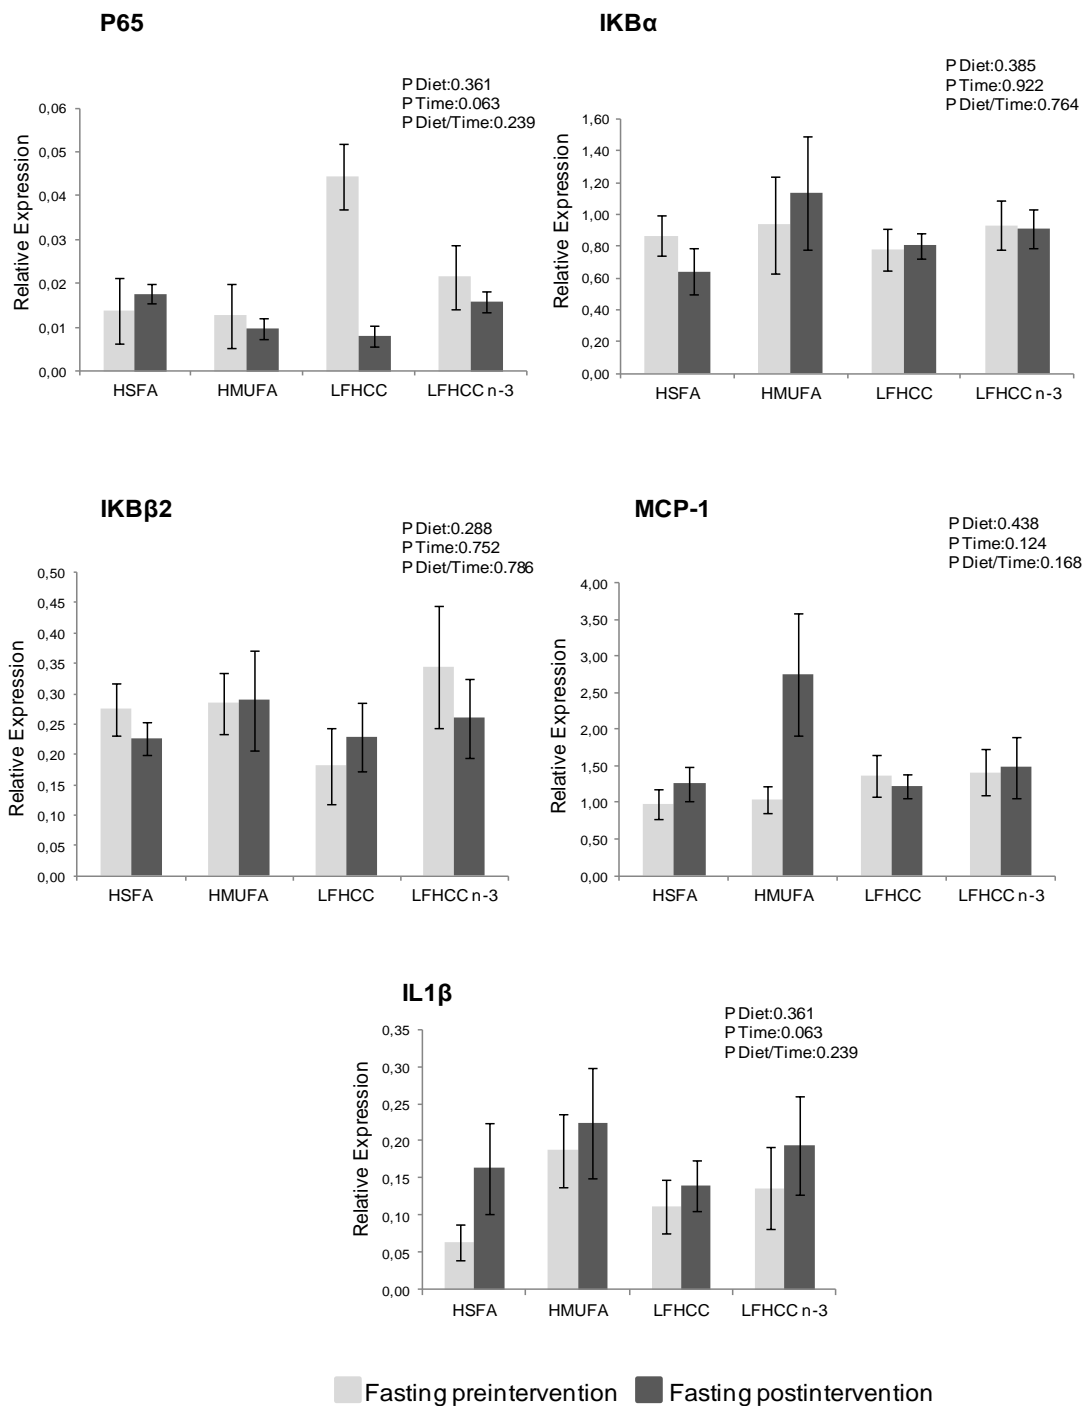 P65
P Diet:0.361
P Time:0.063
P Diet/Time:0.239
Relative Expression
0,06
0,05
0,04
0,03
0,02
0,01
0,00
HSFA HMUFA LFHCC LFHCC n-3
IKBα
P Diet:0.385
P Time:0.922
P Diet/Time:0.764
Relative Expression
1,60
1,40
1,20
1,00
0,80
0,60
0,40
0,20
0,00
HSFA HMUFA LFHCC LFHCC n-3
IKBβ2
P Diet:0.288
P Time:0.752
P Diet/Time:0.786
Relative Expression
0,50
0,45
0,40
0,35
0,30
0,25
0,20
0,15
0,10
0,05
0,00
HSFA HMUFA LFHCC LFHCC n-3
MCP-1
P Diet:0.438
P Time:0.124
P Diet/Time:0.168
Relative Expression
4,00
3,50
3,00
2,50
2,00
1,50
1,00
0,50
0,00
HSFA HMUFA LFHCC LFHCC n-3
IL1β
P Diet:0.361
P Time:0.063
P Diet/Time:0.239
Relative Expression
0,35
0,30
0,25
0,20
0,15
0,10
0,05
0,00
HSFA HMUFA LFHCC LFHCC n-3
Fasting preintervention Fasting postintervention